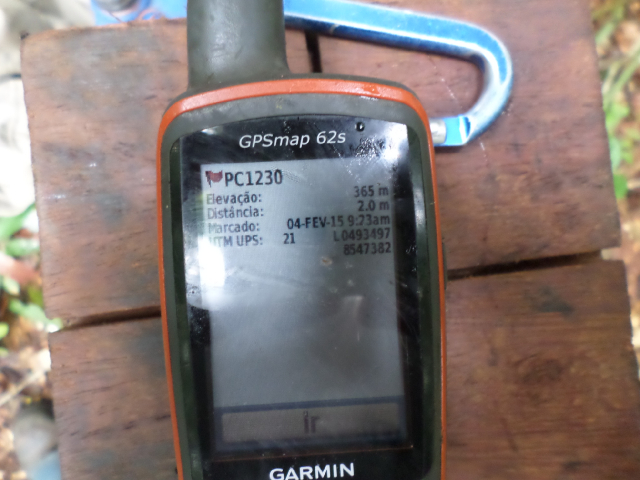 GPSmap 62s
PC1230
Elevação: 365 m
Distância: 2.0 m
Marcado: 04-FEV-15 9:23am
UTM UPS: 21 L0493497
8547382
Ir
GARMIN